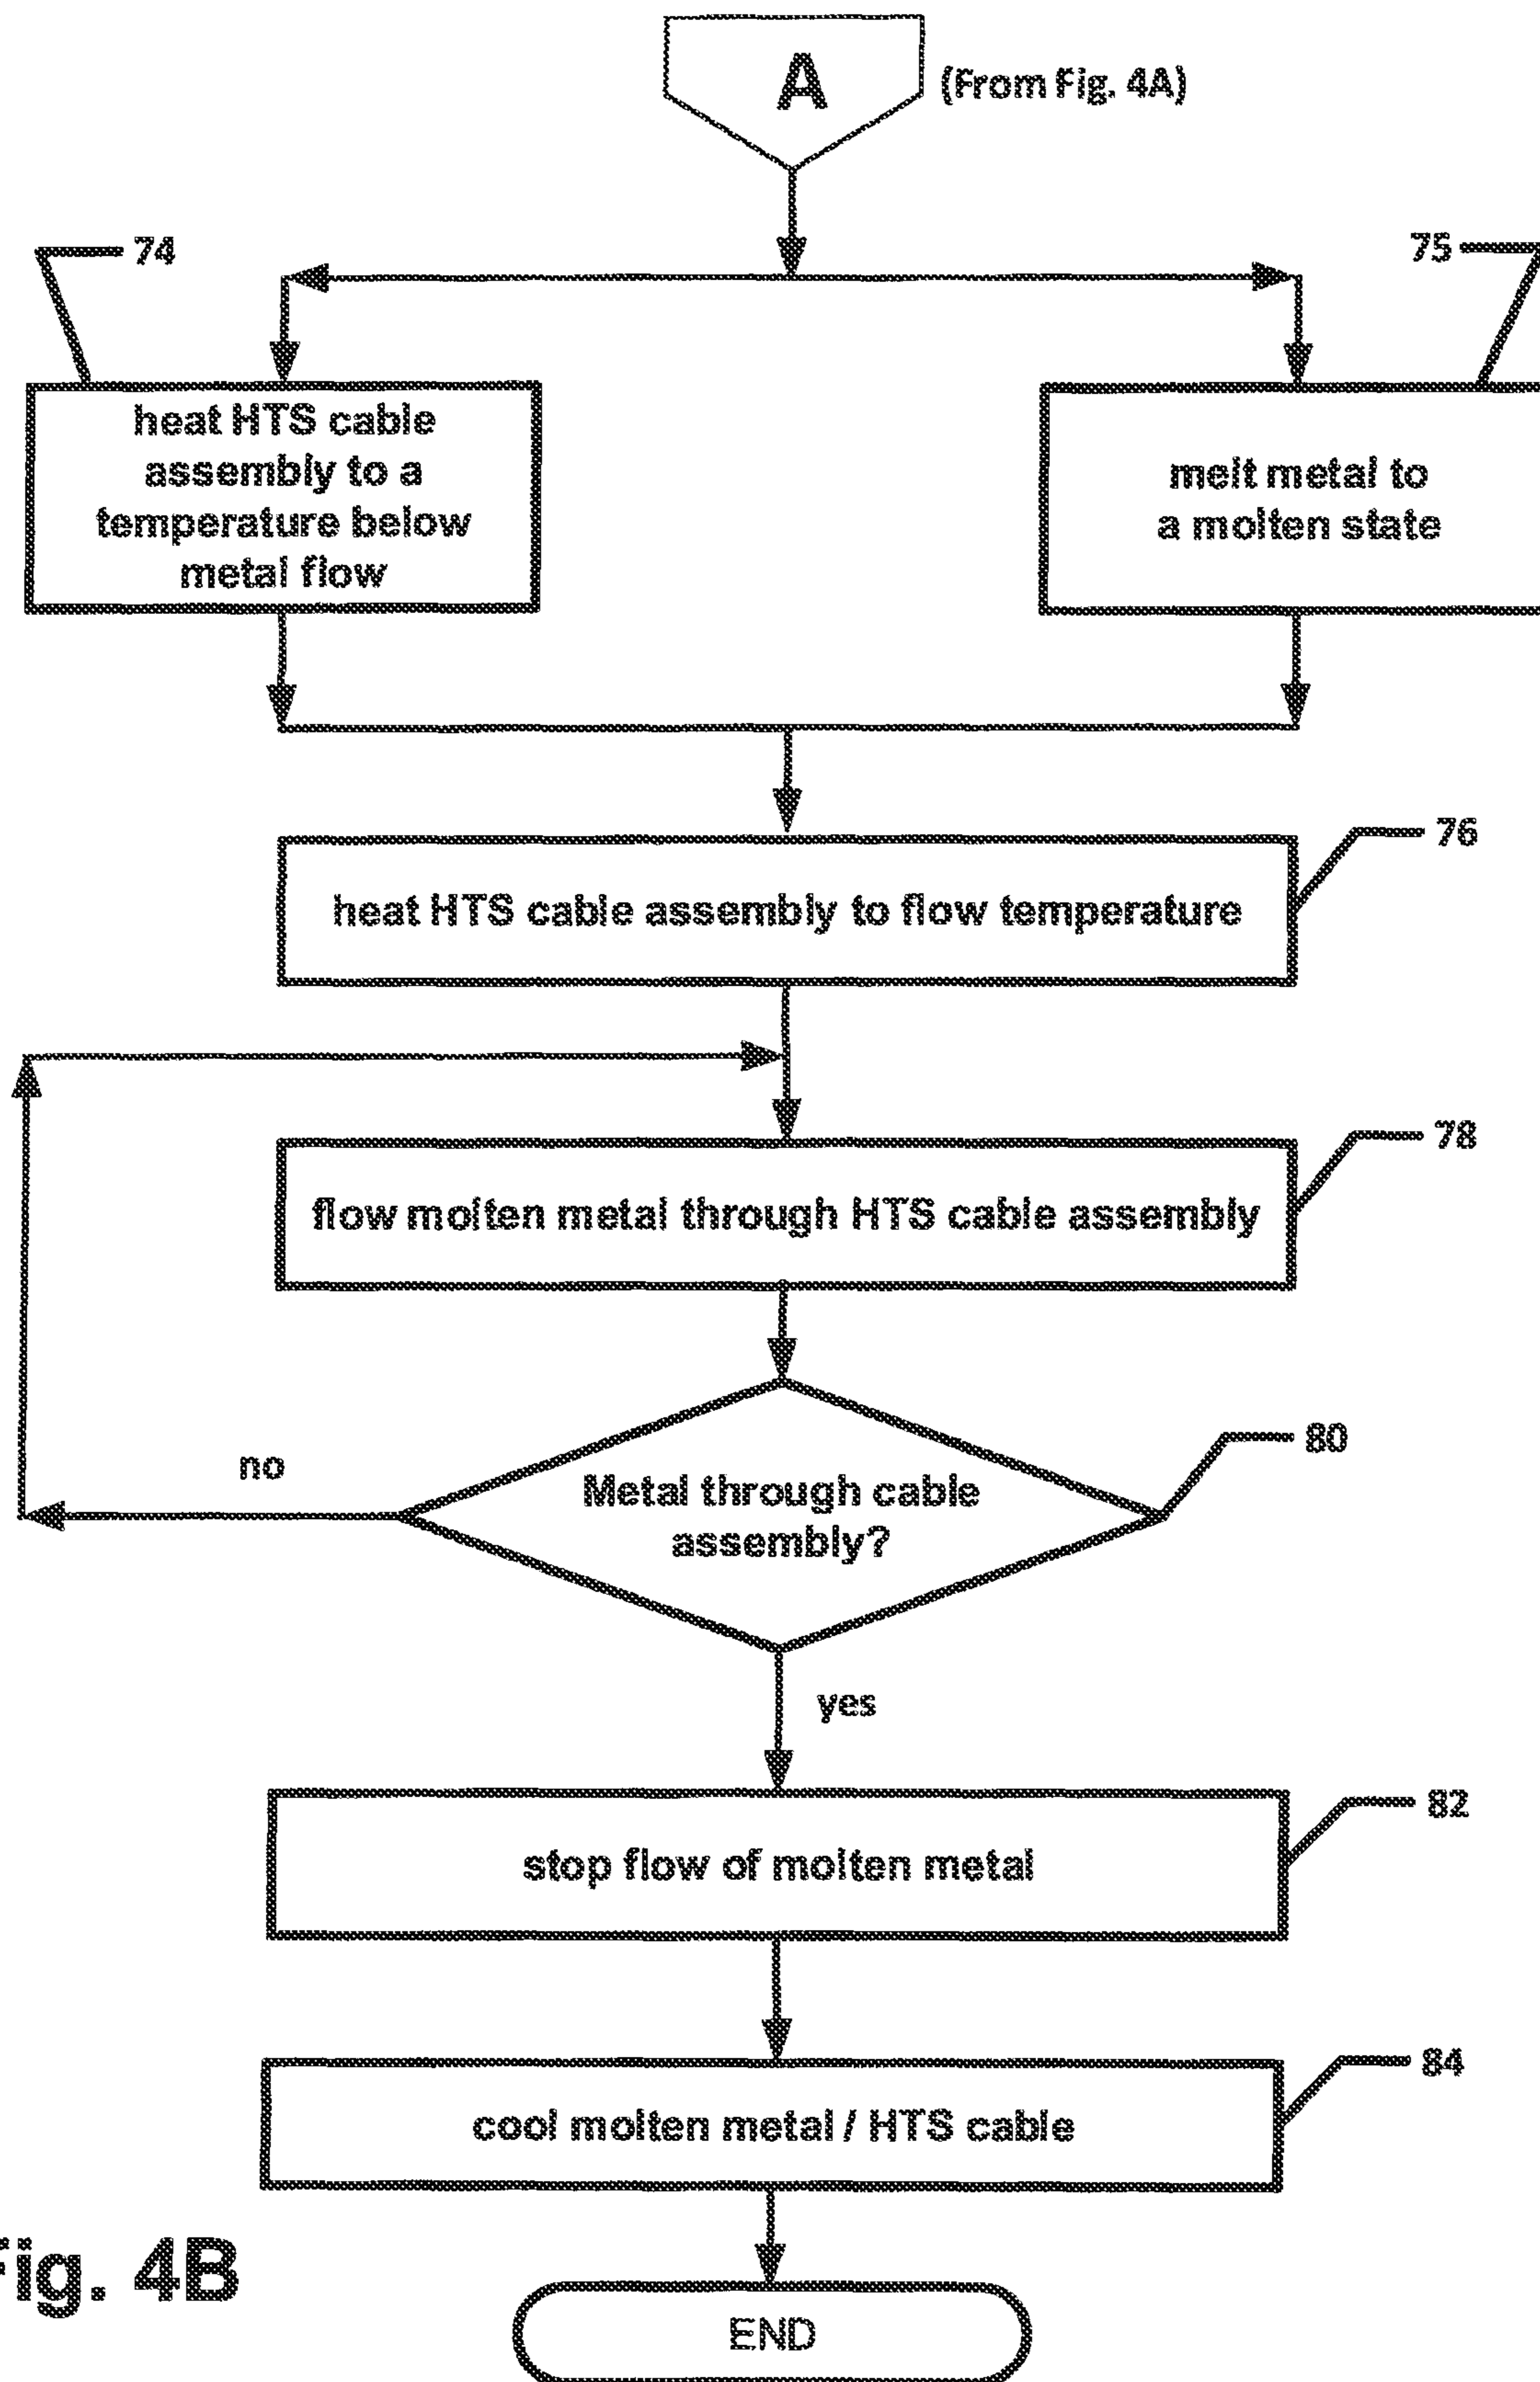 A
(From Fig. 4A)
74
75
heat HTS cable
assembly to a
temperature below
metal flow
melt metal to
a molten state
76
heat HTS cable assembly to flow temperature
78
flow molten metal through HTS cable assembly
80
no
Metal through cable
assembly?
yes
82
stop flow of molten metal
84
cool molten metal / HTS cable
Fig. 4B
END